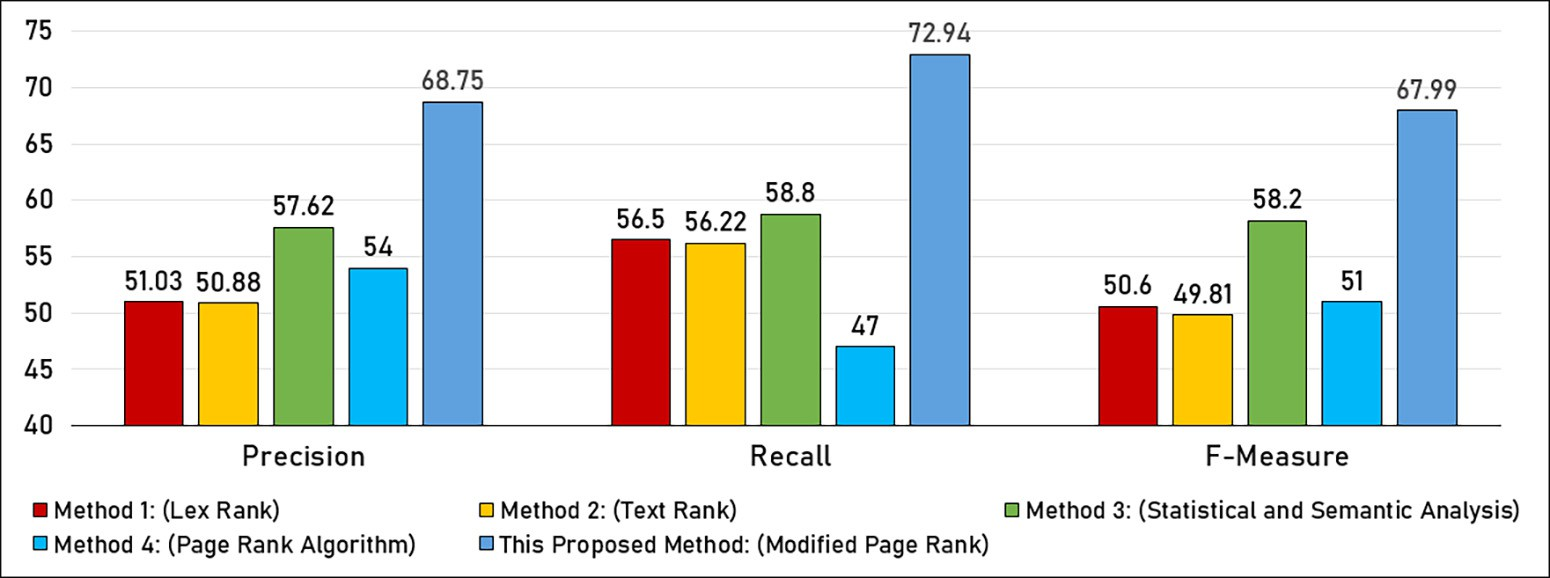 75
70
65
60
55
50
45
40
51.03 50.88 57.62 54 68.75
56.5 56.22 58.8 47 72.94
50.6 49.81 58.2 51 67.99
Precision Recall F-Measure
Method 1: (Lex Rank) Method 2: (Text Rank) Method 3: (Statistical and Semantic Analysis)
Method 4: (Page Rank Algorithm) This Proposed Method: (Modified Page Rank)